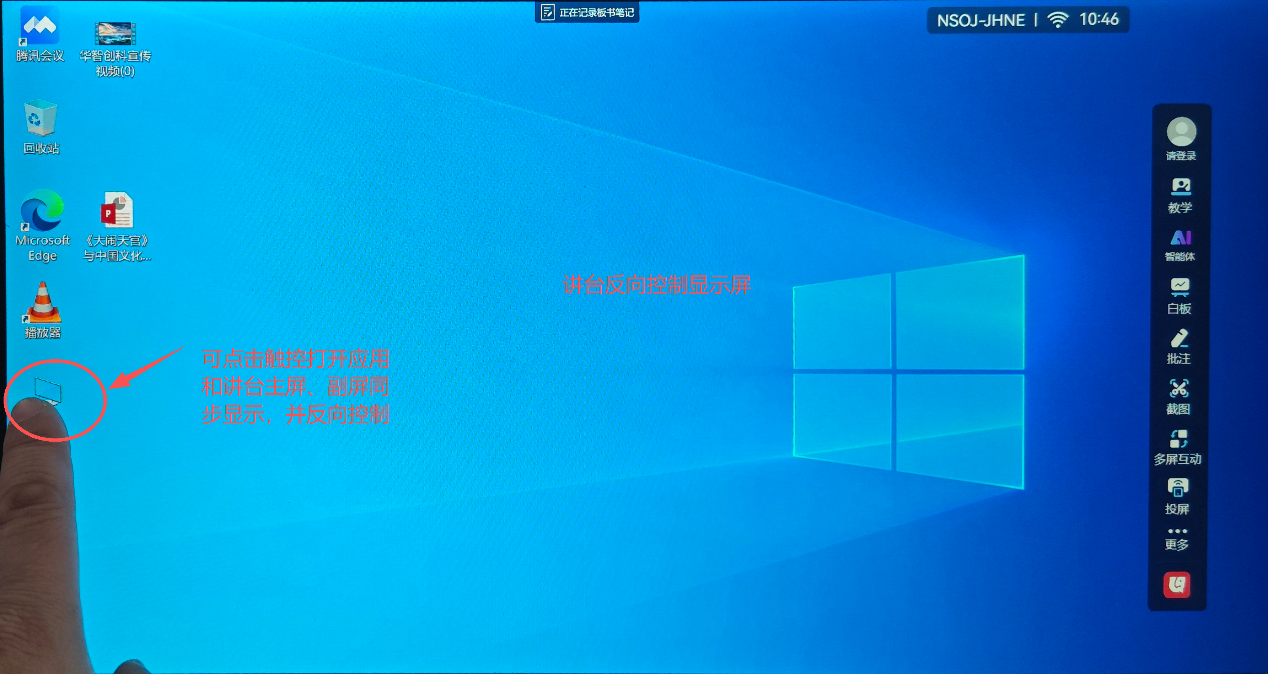 正在记录板书笔记
NSOJ-JHNE | 10:46
腾讯会议
华智创科宣传
视频(0)
回收站
Microsoft
Edge
《大闹天宫》
与中国文化...
播放器
讲台反向控制显示屏
可点击触控打开应用
和讲台主屏、副屏同
步显示，并反向控制
请登录
教学
AI
智能体
白板
批注
截图
多屏互动
投屏
更多